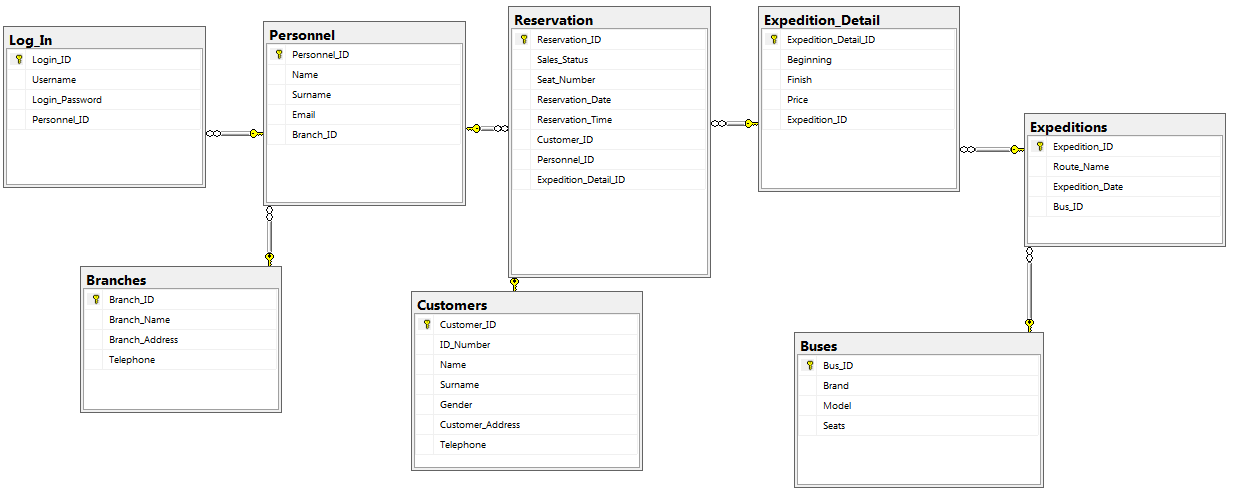 Log_In
Login_ID
Username
Login_Password
Personnel_ID
Personnel
Personnel_ID
Name
Surname
Email
Branch_ID
Reservation
Reservation_ID
Sales_Status
Seat_Number
Reservation_Date
Reservation_Time
Customer_ID
Personnel_ID
Expedition_Detail_ID
Expedition_Detail
Expedition_Detail_ID
Beginning
Finish
Price
Expedition_ID
Expeditions
Expedition_ID
Route_Name
Expedition_Date
Bus_ID
Branches
Branch_ID
Branch_Name
Branch_Address
Telephone
Customers
Customer_ID
ID_Number
Name
Surname
Gender
Customer_Address
Telephone
Buses
Bus_ID
Brand
Model
Seats